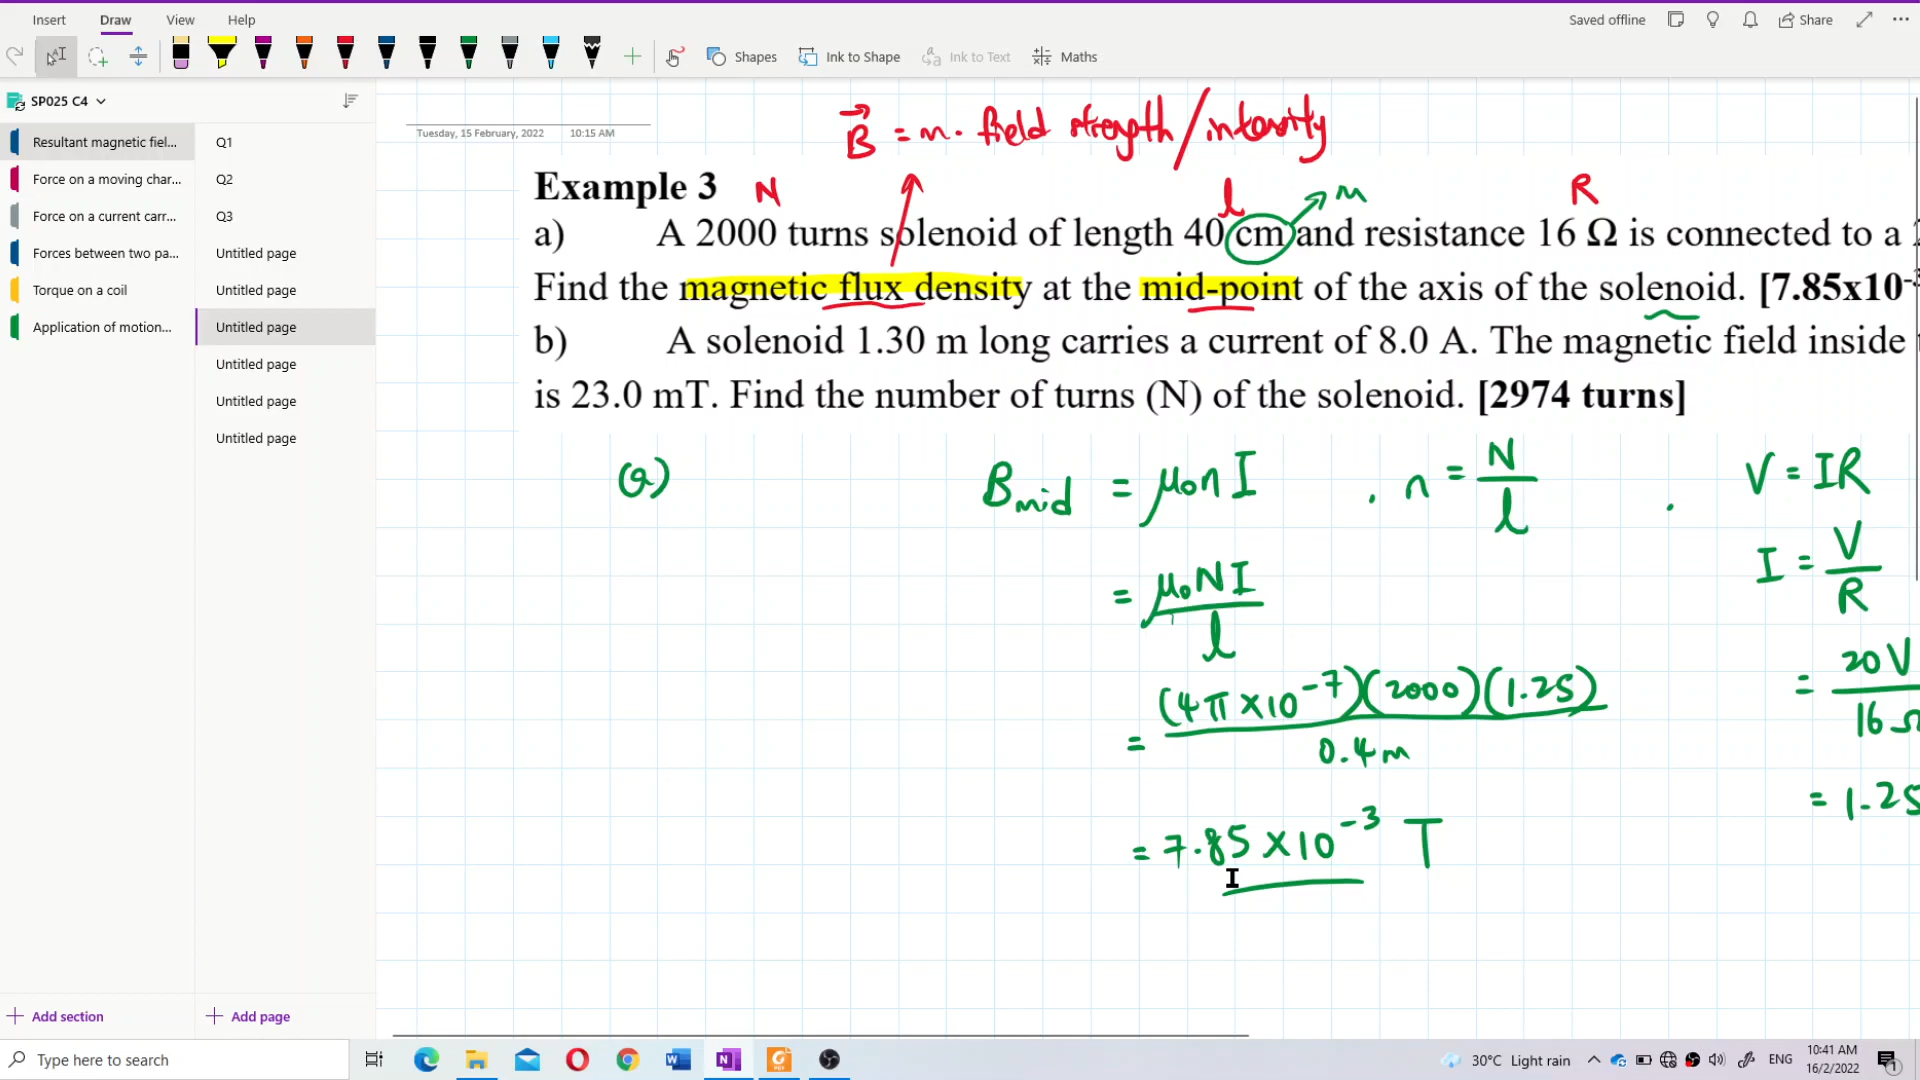 Insert Draw View Help
Saved offline Share
Shapes Ink to Shape Ink to Text Maths
SP025 C4
Resultant magnetic fiel...
Force on a moving char...
Force on a current carr...
Forces between two pa...
Torque on a coil
Application of motion...
Q1
Q2
Q3
Untitled page
Untitled page
Untitled page
Untitled page
Untitled page
Untitled page
Add section
Add page
Tuesday, 15 February, 2022 10:15 AM
B = m. field strength/intensity
Example 3 N l m R
a) A 2000 turns solenoid of length 40 cm and resistance 16 Ω is connected to a 2
Find the magnetic flux density at the mid-point of the axis of the solenoid. [7.85x10⁻³
b) A solenoid 1.30 m long carries a current of 8.0 A. The magnetic field inside
is 23.0 mT. Find the number of turns (N) of the solenoid. [2974 turns]
(a) Bmid = μ₀nI . n = N/l . V = IR
= μ₀NI/l
I = V/R
= (4π×10⁻⁷)(2000)(1.25)/0.4m
= 20V/16Ω
= 1.25
= 7.85×10⁻³ T
Type here to search
30°C Light rain ENG 10:41 AM
16/2/2022 1